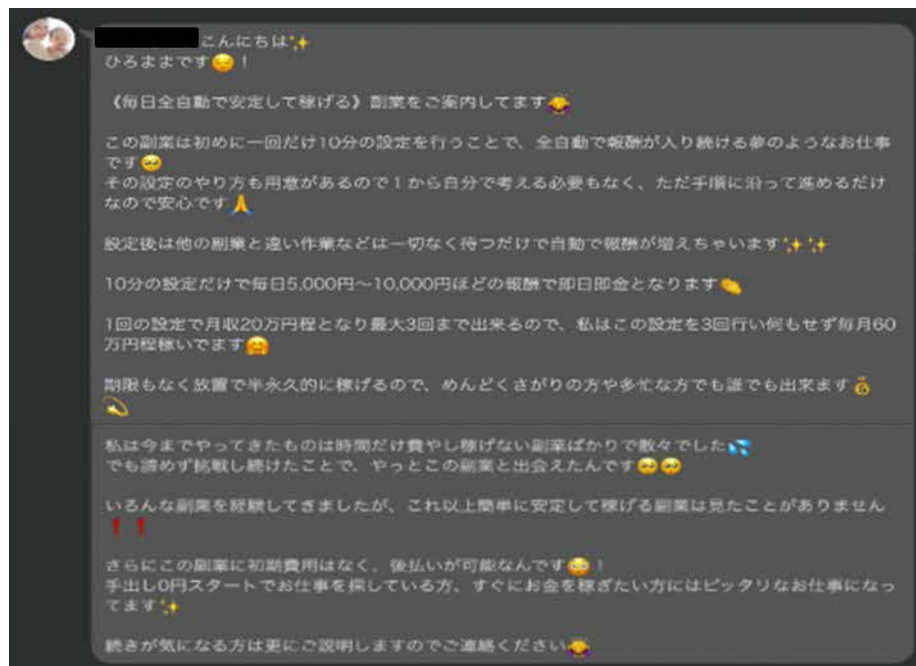 こんにちは✨
ひろままです😔！
《毎日全自動で安定して稼げる》副業をご案内してます🙇‍♀️
この副業は初めに一回だけ10分の設定を行うことで、全自動で報酬が入り続ける夢のようなお仕事
です🥺
その設定のやり方も用意があるので１から自分で考える必要もなく、ただ手順に沿って進めるだけ
なので安心です🙏
設定後は他の副業と違い作業などは一切なく待つだけで自動で報酬が増えちゃいます✨✨
10分の設定だけで毎日5,000円〜10,000円ほどの報酬で即日即金となります👏
1回の設定で月収20万円程となり最大3回まで出来るので、私はこの設定を3回行い何もせず毎月60
万円程稼いでます🤗
期限もなく放置で半永久的に稼げるので、めんどくさがりの方や多忙な方でも誰でも出来ます💰
💫
私は今までやってきたものは時間だけ費やし稼げない副業ばかりで散々でした💦
でも諦めず挑戦し続けたことで、やっとこの副業と出会えたんです🥺🥺
いろんな副業を経験してきましたが、これ以上簡単に安定して稼げる副業は見たことがありません
❗❗
さらにこの副業に初期費用はなく、後払いが可能なんです😳！
手出し0円スタートでお仕事を探している方、すぐにお金を稼ぎたい方にはピッタリなお仕事になっ
てます✨
続きが気になる方は更にご説明しますのでご連絡ください🙇‍♀️